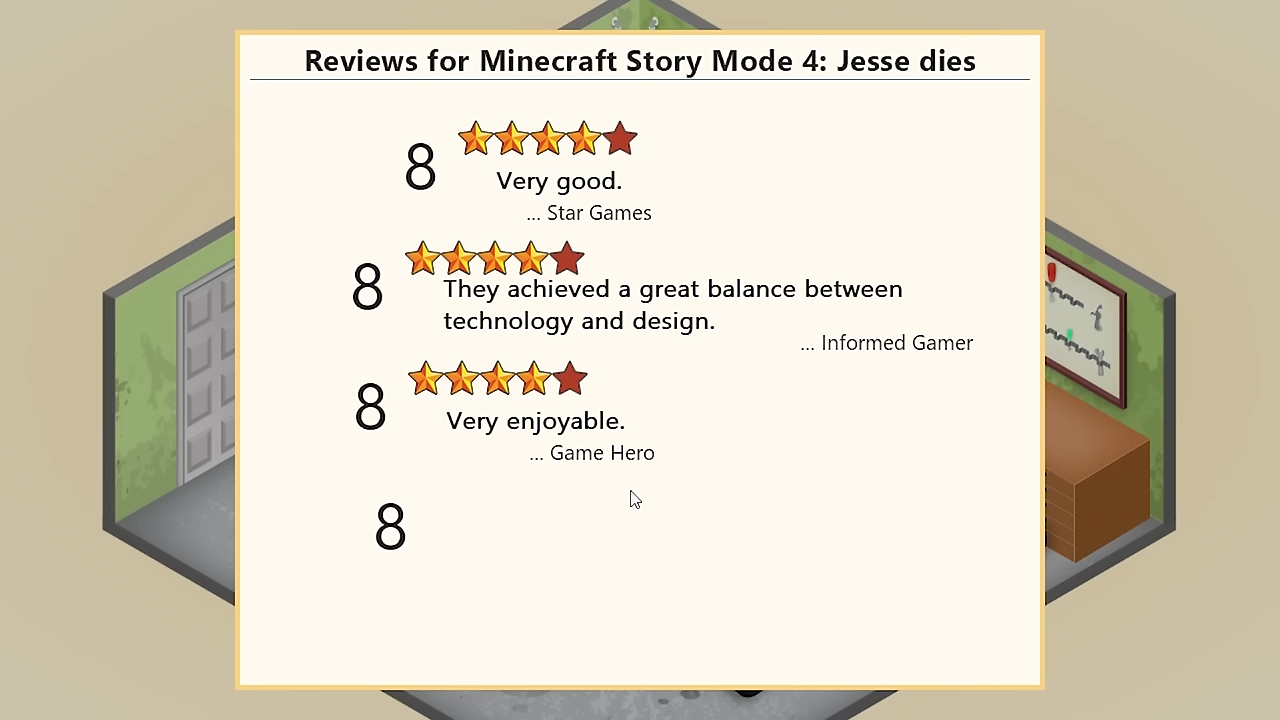 Reviews for Minecraft Story Mode 4: Jesse dies
8
Very good.
... Star Games
8
They achieved a great balance between
technology and design.
... Informed Gamer
8
Very enjoyable.
... Game Hero
8